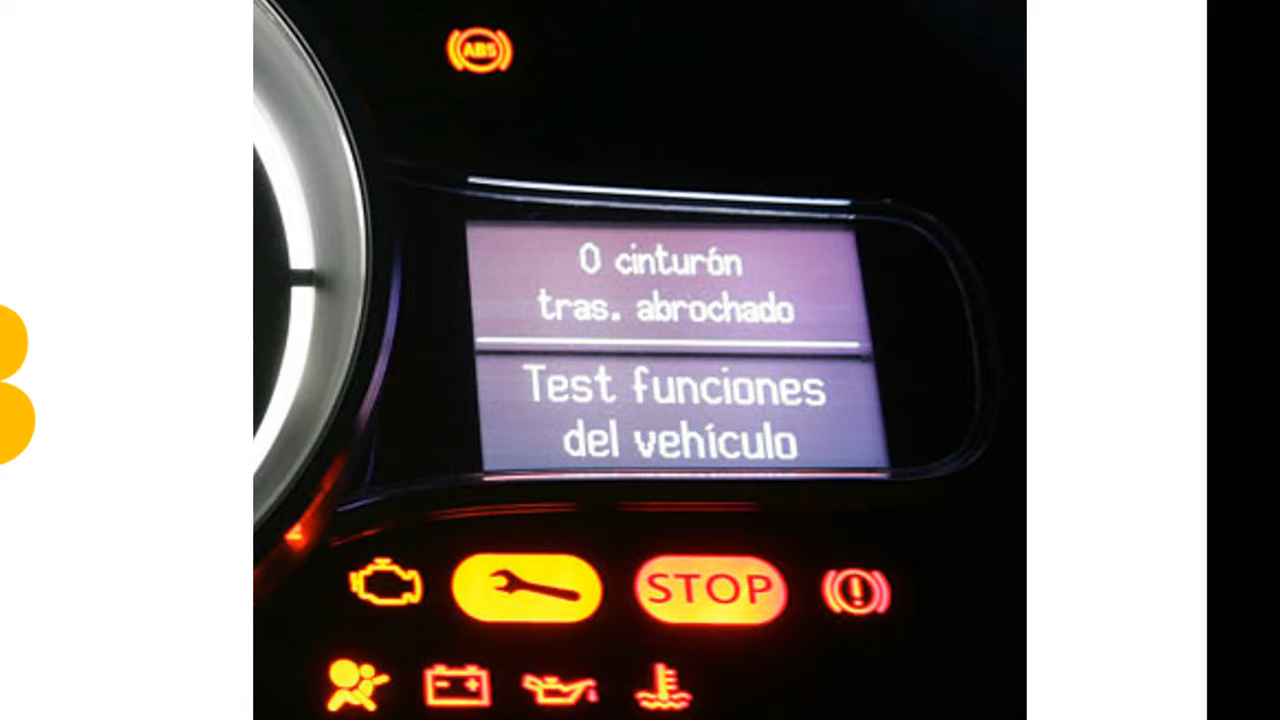 ABS
0 cinturón
tras. abrochado
Test funciones
del vehículo
STOP